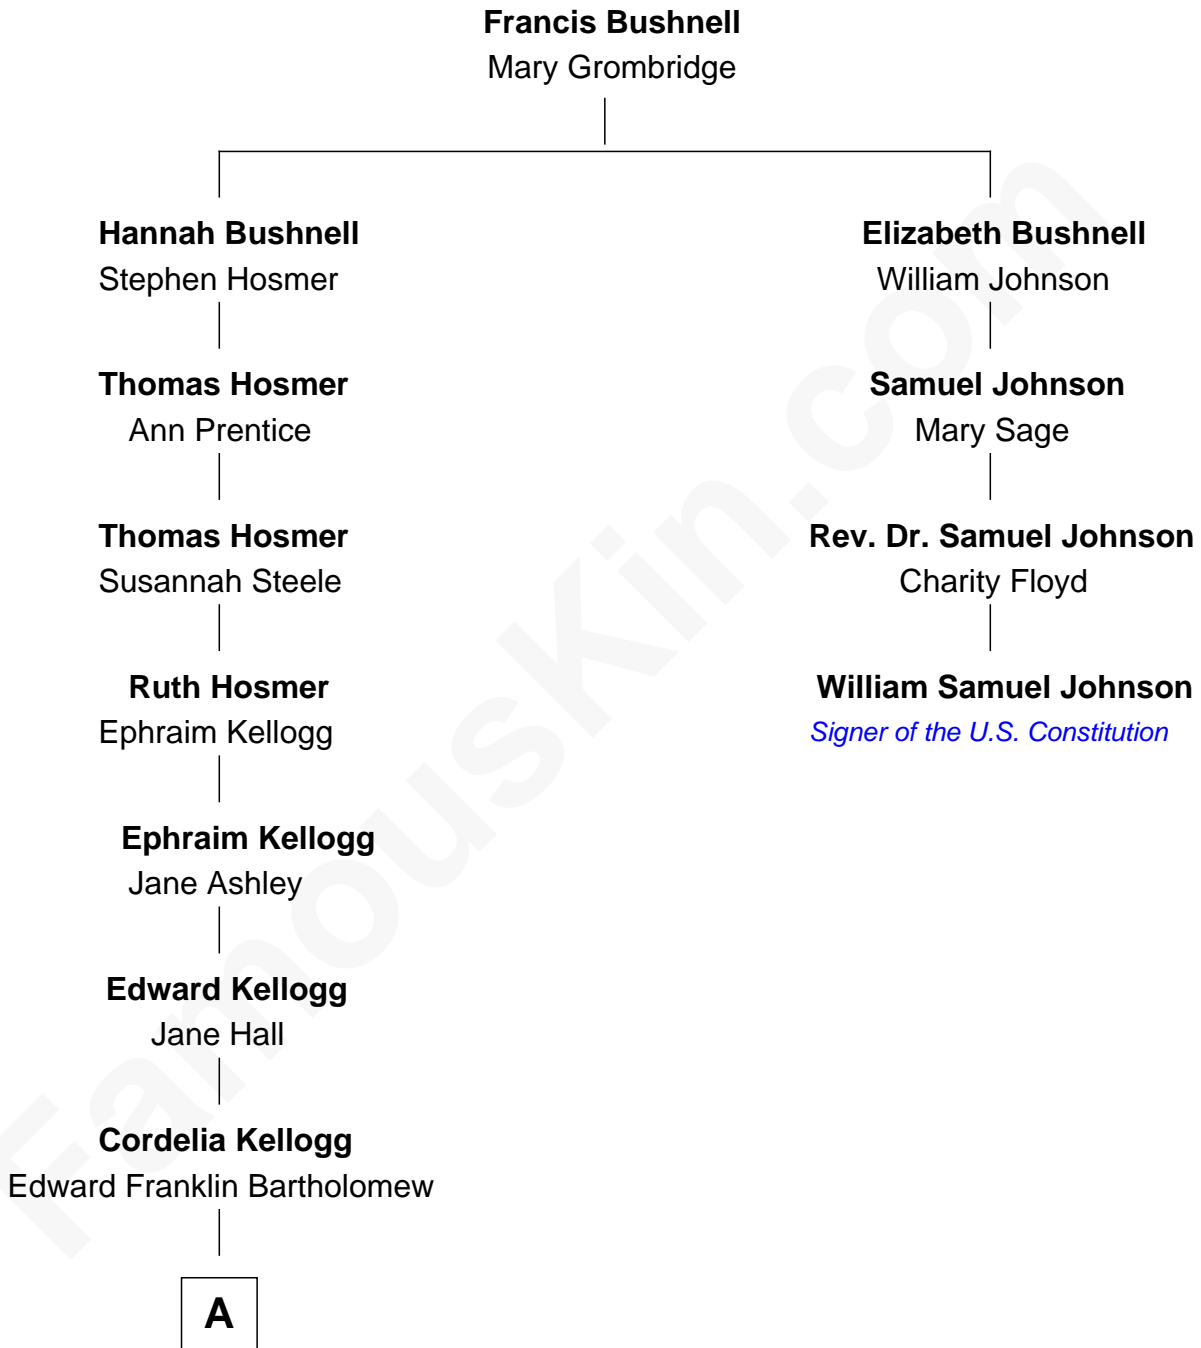 Francis Bushnell
Mary Grombridge
Hannah Bushnell
Stephen Hosmer
Elizabeth Bushnell
William Johnson
Thomas Hosmer
Ann Prentice
Samuel Johnson
Mary Sage
Thomas Hosmer
Susannah Steele
Rev. Dr. Samuel Johnson
Charity Floyd
Ruth Hosmer
Ephraim Kellogg
William Samuel Johnson
Signer of the U.S. Constitution
Ephraim Kellogg
Jane Ashley
Edward Kellogg
Jane Hall
Cordelia Kellogg
Edward Franklin Bartholomew
A
FamousKin.com